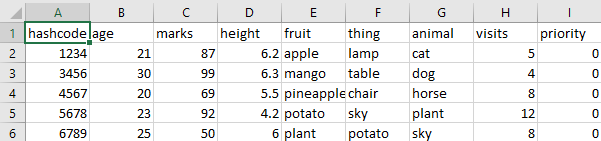 A B C D E F G H I
1 hashcode age marks height fruit thing animal visits priority
2 1234 21 87 6.2 apple lamp cat 5 0
3 3456 30 99 6.3 mango table dog 4 0
4 4567 20 69 5.5 pineapple chair horse 8 0
5 5678 23 92 4.2 potato sky plant 12 0
6 6789 25 50 6 plant potato sky 8 0